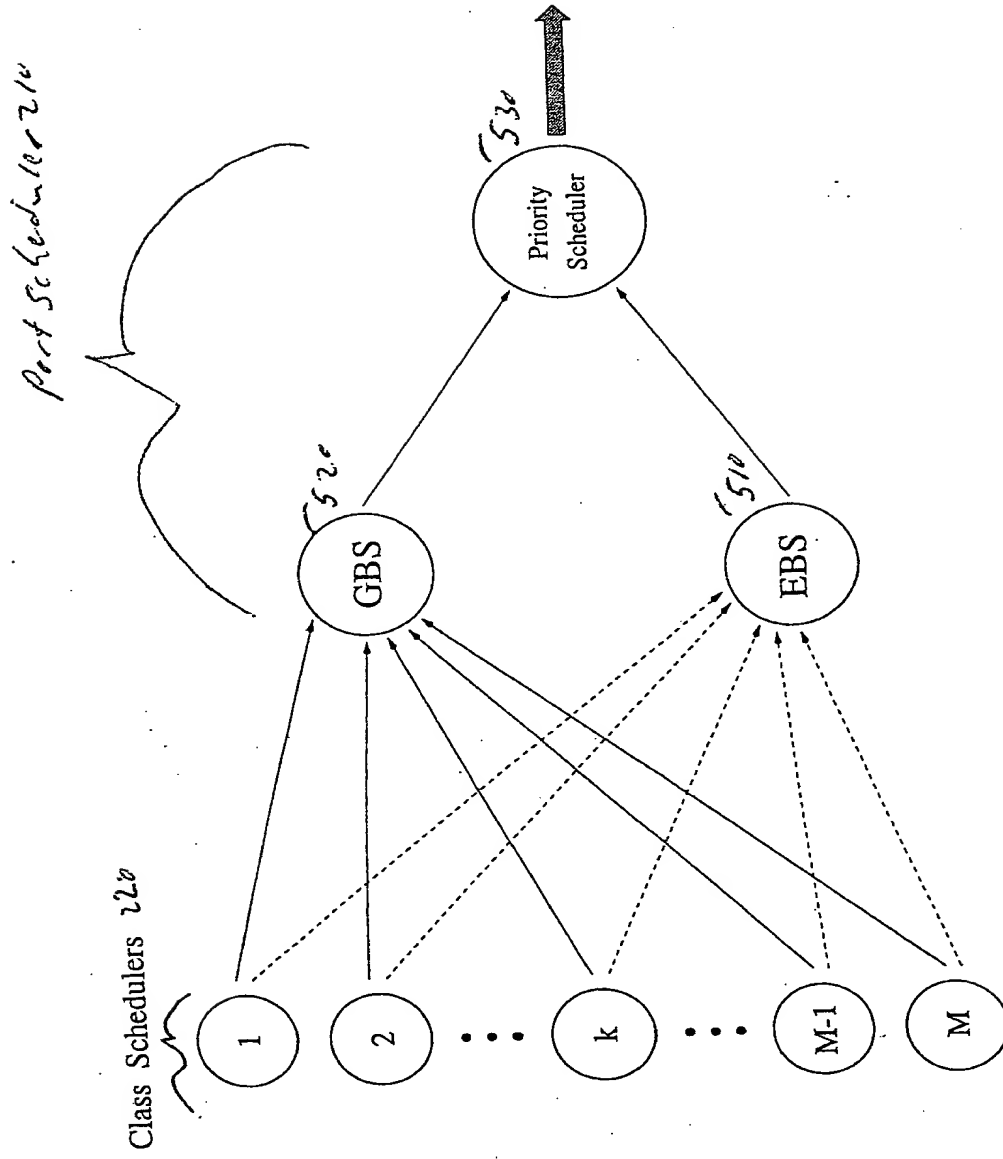 Port Scheduler 210
Class Schedulers 220
1
2
k
M-1
M
GBS
520
EBS
510
Priority
Scheduler
530